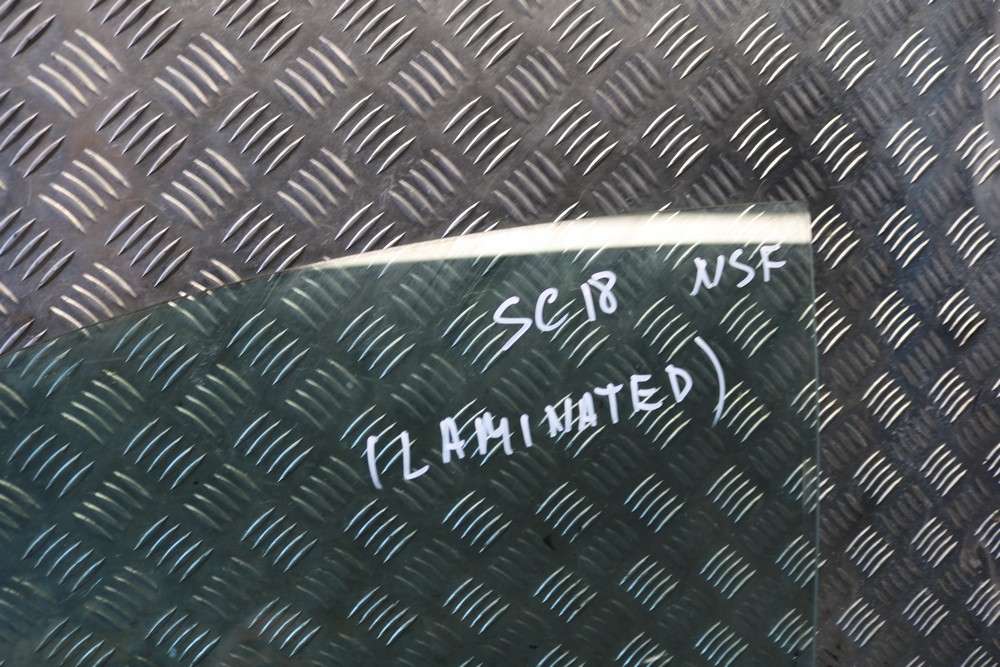 SC18 NSF
(LAMINATED)